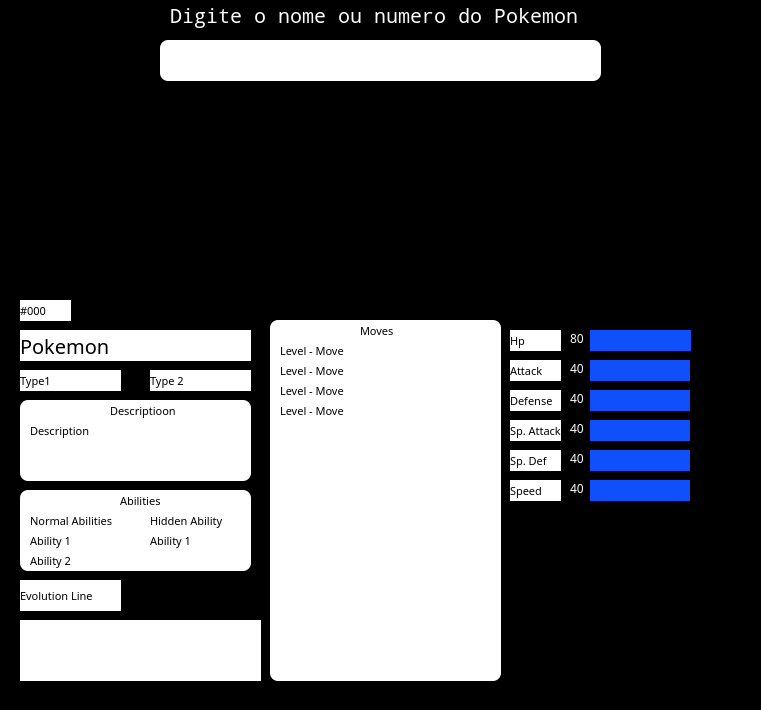 Digite o nome ou numero do Pokemon
#000
Pokemon
Type1
Type 2
Descriptioon
Description
Abilities
Normal Abilities
Hidden Ability
Ability 1
Ability 1
Ability 2
Evolution Line
Moves
Level - Move
Level - Move
Level - Move
Level - Move
Hp 80
Attack 40
Defense 40
Sp. Attack 40
Sp. Def 40
Speed 40